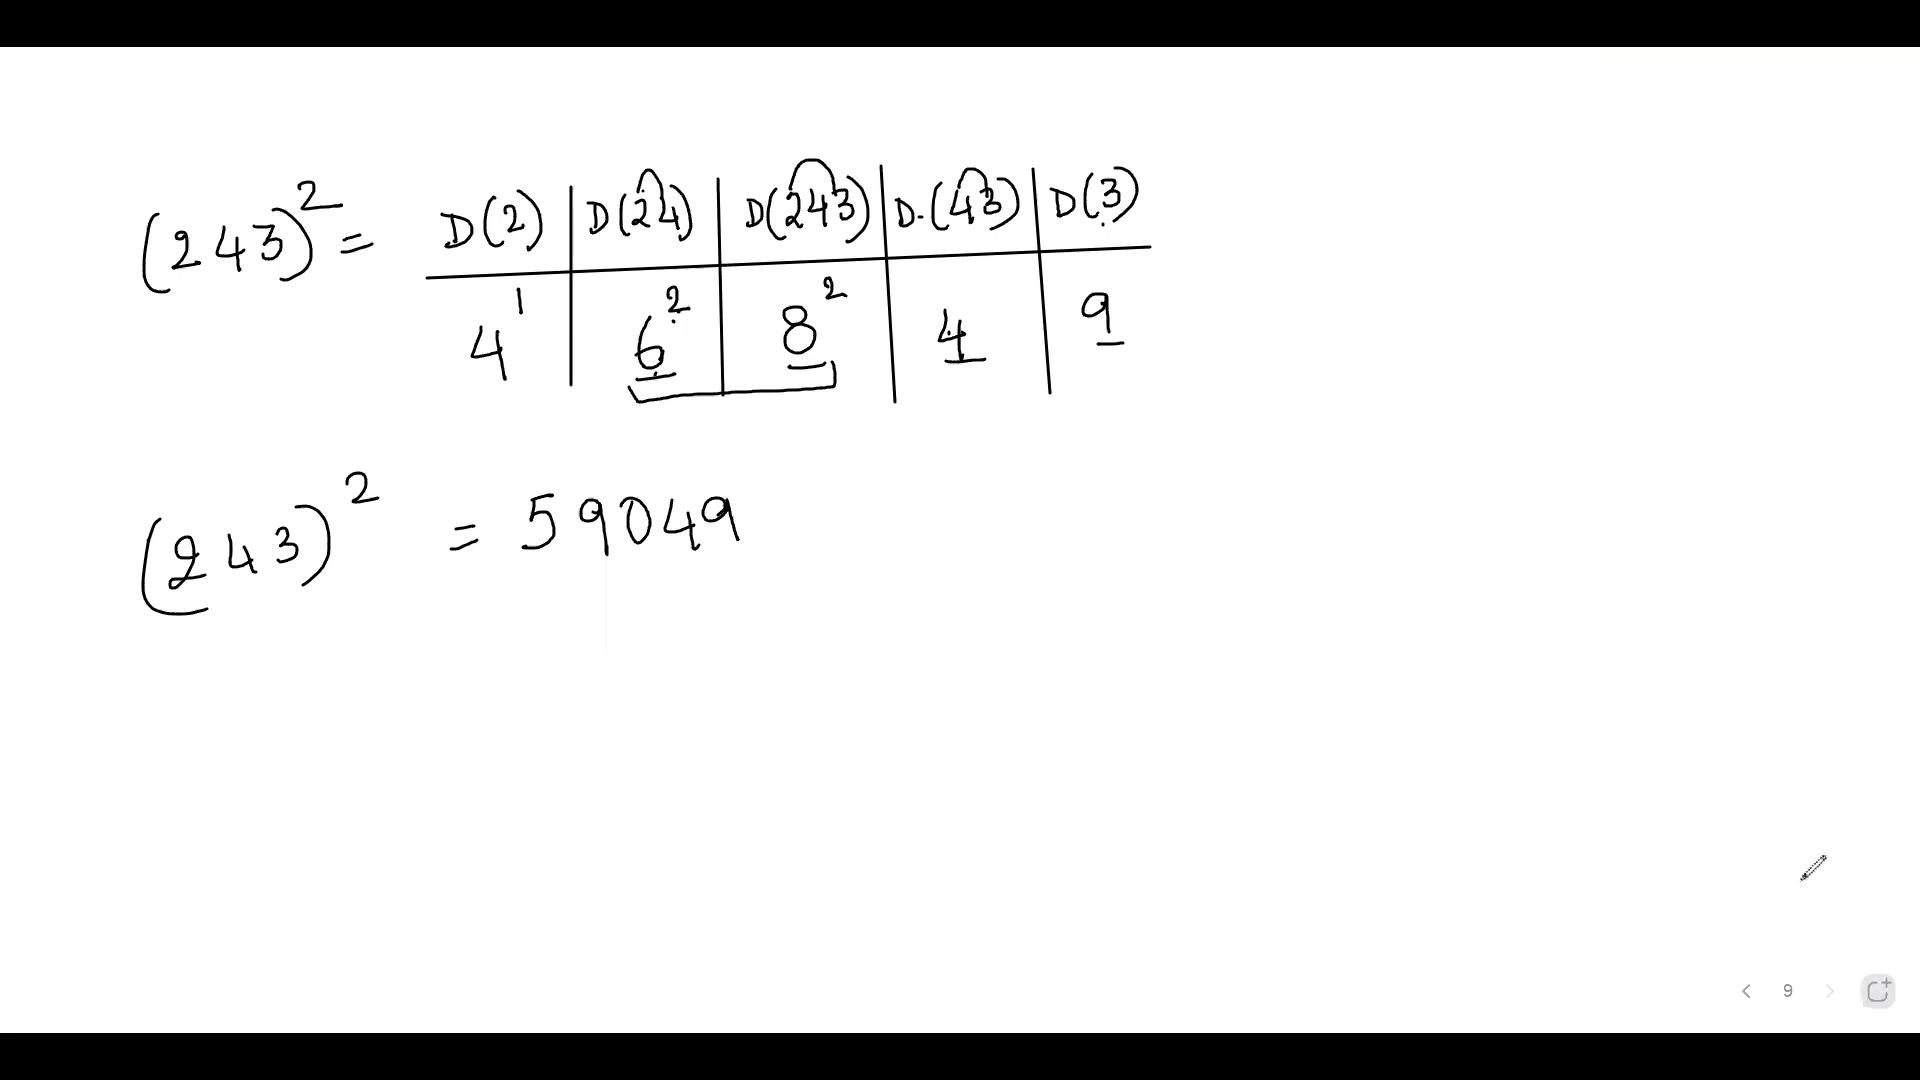 (243)² = D(2) | D(24) | D(243) | D.(43) | D(3)
4¹ | 6² | 8² | 4 | 9
(243)² = 59049
9